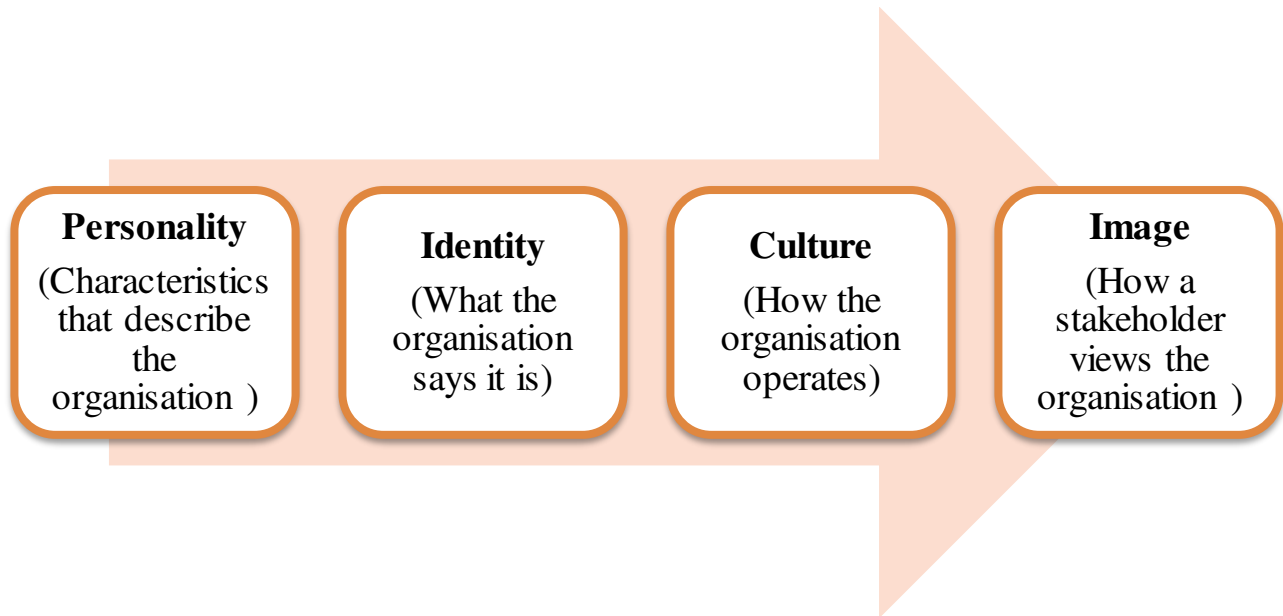 Personality
(Characteristics
that describe
the
organisation )
Identity
(What the
organisation
says it is)
Culture
(How the
organisation
operates)
Image
(How a
stakeholder
views the
organisation )